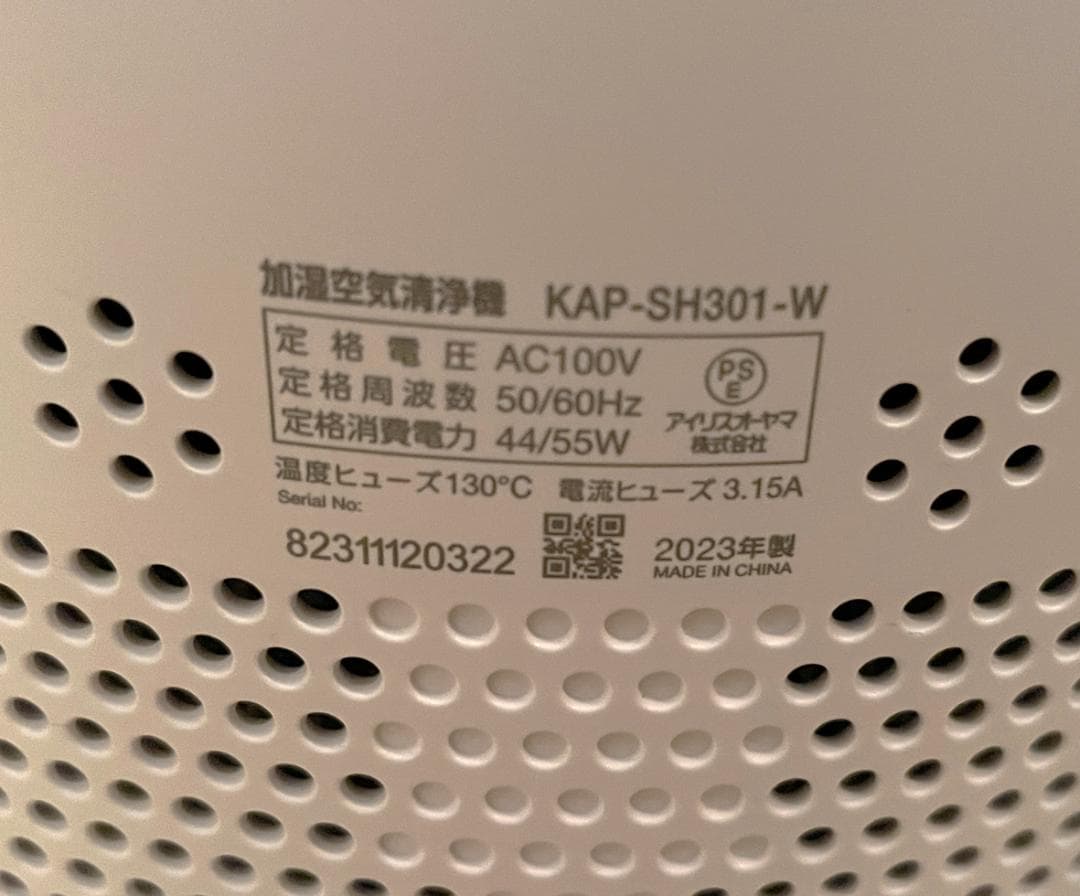 加湿空気清浄機 KAP-SH301-W
定格電圧 AC100V
定格周波数 50/60Hz
定格消費電力 44/55W
PS
E
アイリスオーヤマ
株式会社
温度ヒューズ130°C 電流ヒューズ 3.15A
Serial No:
82311120322
2023年製
MADE IN CHINA